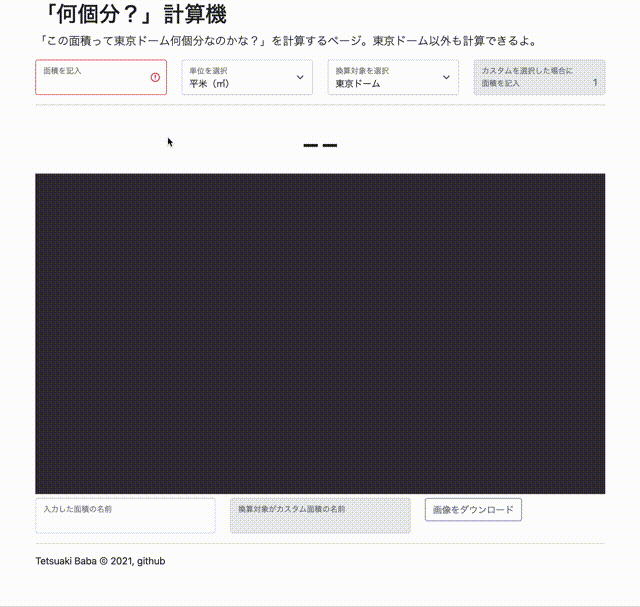 「何個分？」計算機
「この面積って東京ドーム何個分なのかな？」を計算するページ。東京ドーム以外も計算できるよ。
面積を記入
単位を選択
平米（㎡）
換算対象を選択
東京ドーム
カスタムを選択した場合に
面積を記入
1
ーー
入力した面積の名前
換算対象がカスタム面積の名前
画像をダウンロード
Tetsuaki Baba © 2021, github